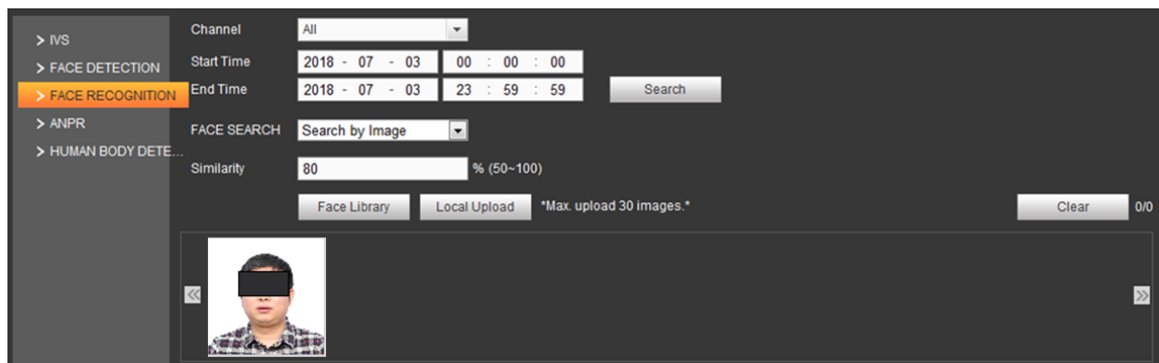 > IVS
> FACE DETECTION
> FACE RECOGNITION
> ANPR
> HUMAN BODY DETE...
Channel All
Start Time 2018 - 07 - 03 00 : 00 : 00
End Time 2018 - 07 - 03 23 : 59 : 59 Search
FACE SEARCH Search by Image
Similarity 80 % (50~100)
Face Library Local Upload *Max. upload 30 images.* Clear 0/0